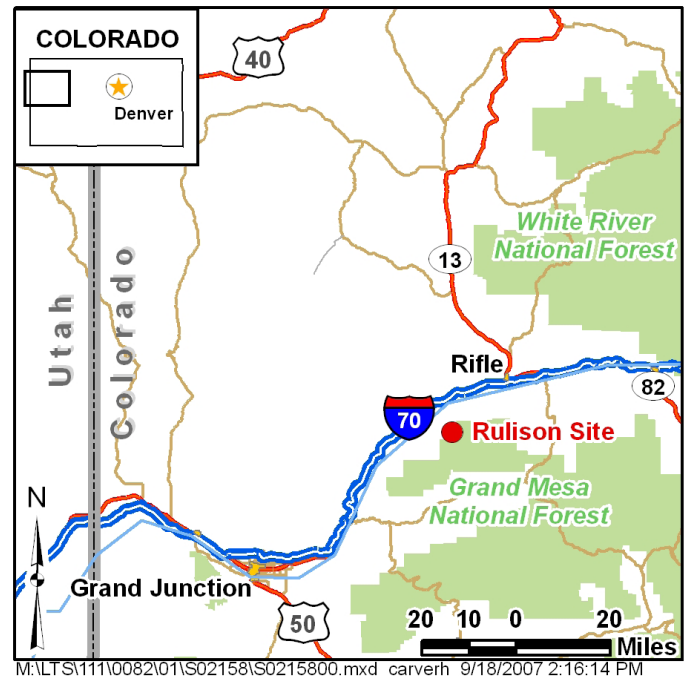 COLORADO
Denver
40
White River
National Forest
13
Utah
Colorado
Rifle
82
70
Rulison Site
Grand Mesa
National Forest
N
Grand Junction
50
20 10 0 20
Miles
M:\LTS\111\0082\01\S02158\S0215800.mxd carverh 9/18/2007 2:16:14 PM